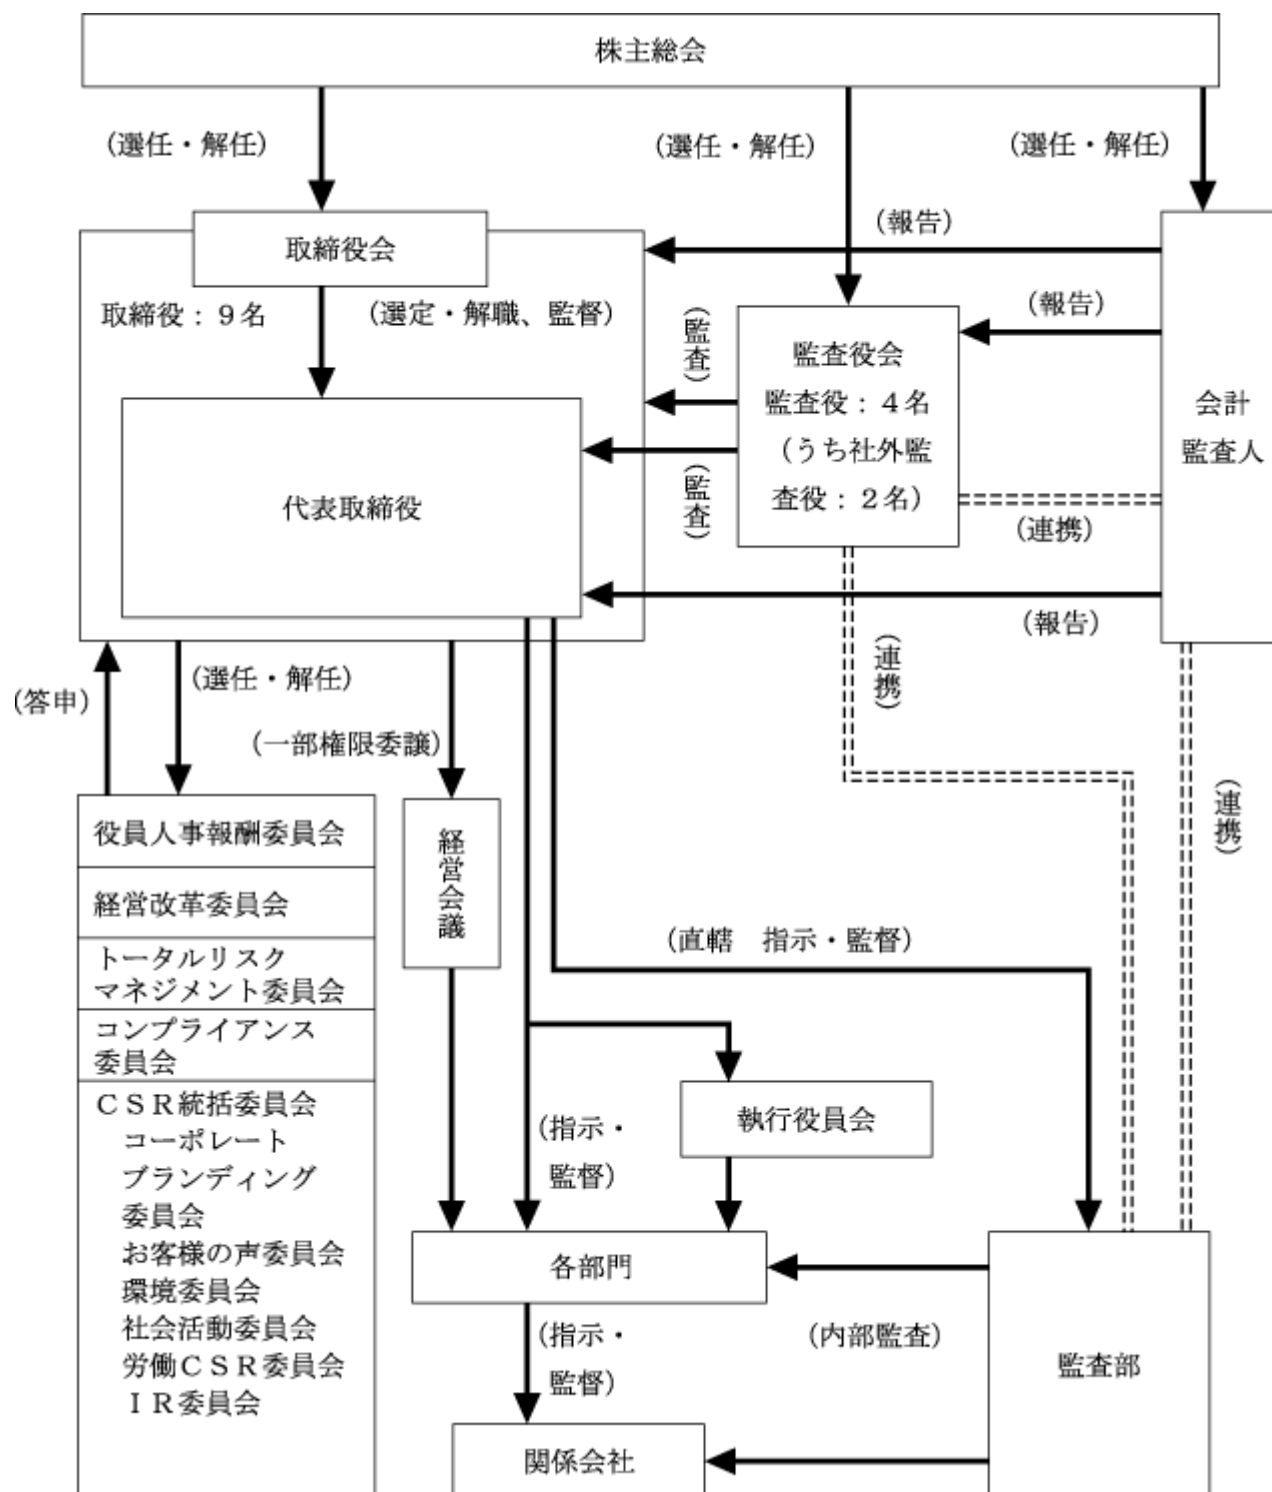 株主総会
(選任・解任)
(選任・解任)
(選任・解任)
取締役会
(報告)
取締役：９名
(選定・解職、監督)
(監査)
(報告)
監査役会
監査役：４名
(うち社外監
査役：２名)
会計
監査人
代表取締役
(監査)
(連携)
(報告)
(連携)
(選任・解任)
(答申)
(一部権限委譲)
(連携)
役員人事報酬委員会
経営会議
経営改革委員会
(直轄　指示・監督)
トータルリスク
マネジメント委員会
コンプライアンス
委員会
ＣＳＲ統括委員会
コーポレート
ブランディング
委員会
お客様の声委員会
環境委員会
社会活動委員会
労働ＣＳＲ委員会
ＩＲ委員会
執行役員会
(指示・
監督)
各部門
(指示・
監督)
(内部監査)
監査部
関係会社